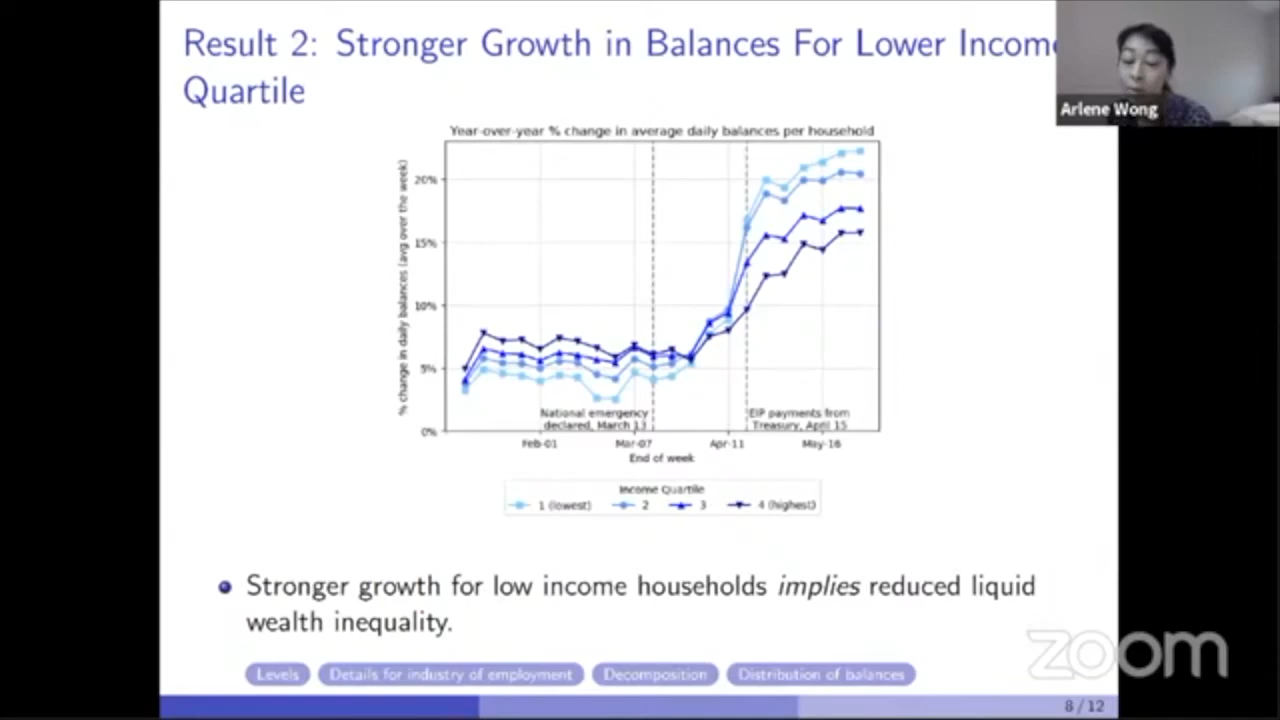 Result 2: Stronger Growth in Balances For Lower Income
Quartile
Arlene Wong
Year-over-year % change in average daily balances per household
% change in daily balances (avg over the week)
20%
15%
10%
5%
0%
National emergency
declared, March 13
EIP payments from
Treasury, April 15
Feb-01
Mar-07
Apr-11
May-16
End of week
Income Quartile
1 (lowest)
2
3
4 (highest)
Stronger growth for low income households implies reduced liquid
wealth inequality.
zoom
Levels
Details for industry of employment
Decomposition
Distribution of balances
8 / 12